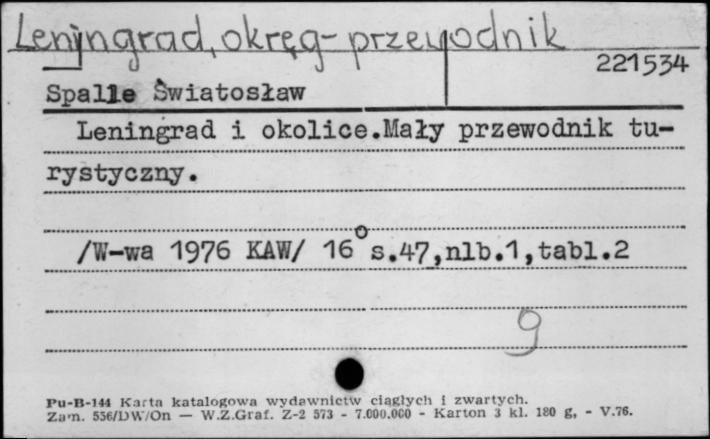 Leningrad, okręg - przewodnik
221534
Spalle Światosław
Leningrad i okolice.Mały przewodnik tu-
rystyczny.
/W-wa 1976 KAW/ 16° s.47,nlb.1,tabl.2
9
Pu-B-144 Karta katalogowa wydawnictw ciągłych i zwartych.
Zam. 556/DW/On — W.Z.Graf. Z-2 573 - 7.000.000 - Karton 3 kl. 180 g, - V.76.